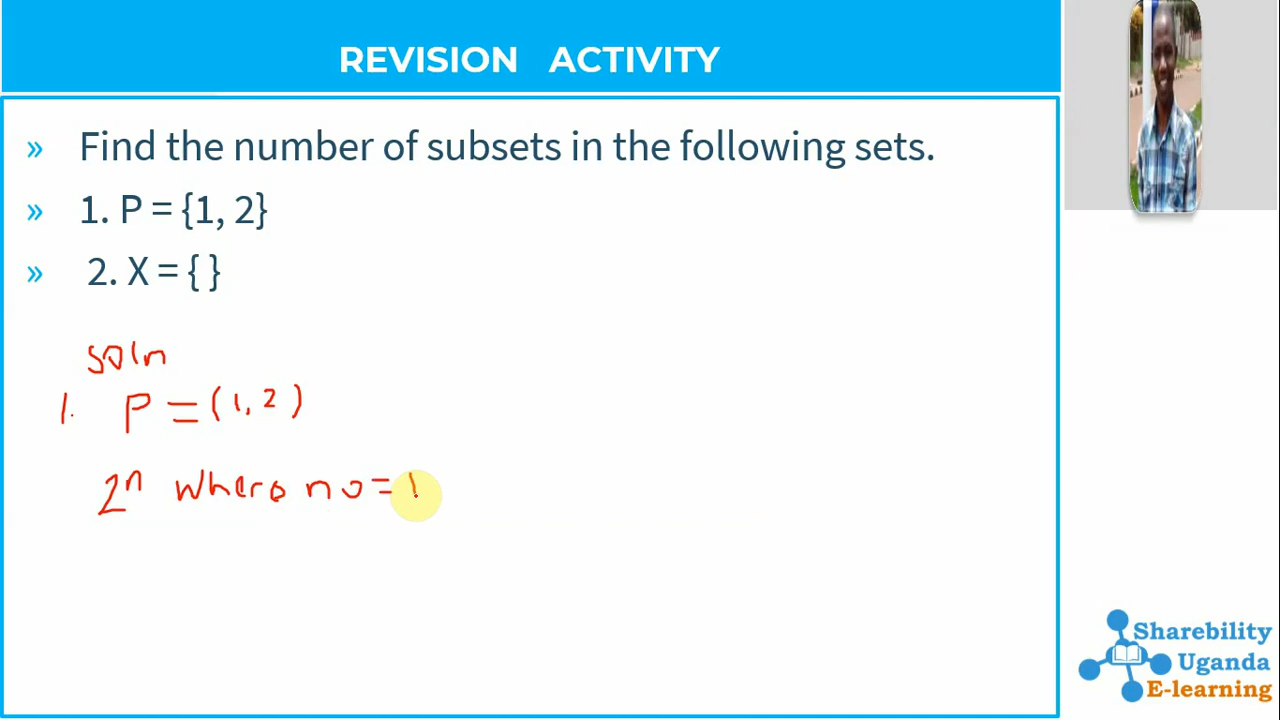 REVISION ACTIVITY
» Find the number of subsets in the following sets.
» 1. P = {1, 2}
» 2. X = { }
soln
1. P = (1, 2)
2ⁿ where no =
Sharebility
Uganda
E-learning